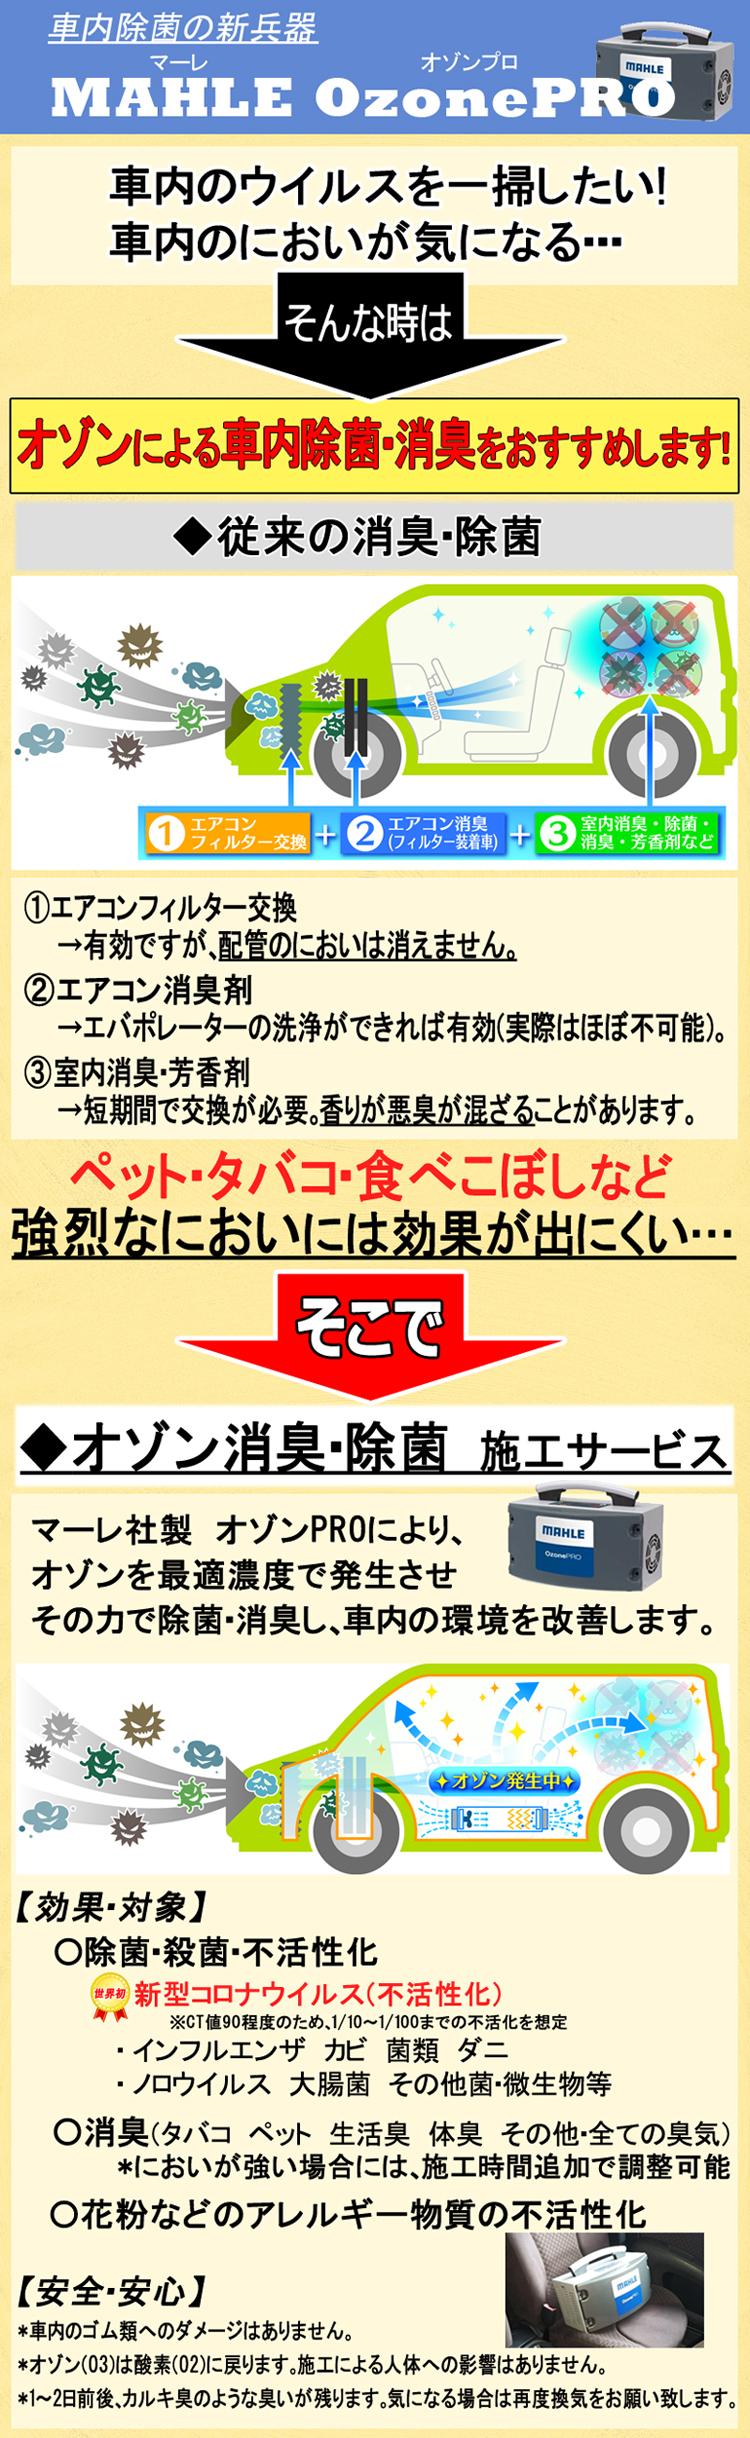 車内除菌の新兵器
マーレ オゾンプロ
MAHLE OzonePRO
MAHLE
車内のウイルスを一掃したい!
車内のにおいが気になる…
そんな時は
オゾンによる車内除菌・消臭をおすすめします!
◆従来の消臭・除菌
①エアコンフィルター交換 + ②エアコン消臭(フィルター装着車) + ③室内消臭・除菌・消臭・芳香剤など
①エアコンフィルター交換
→有効ですが、配管のにおいは消えません。
②エアコン消臭剤
→エバポレーターの洗浄ができれば有効(実際はほぼ不可能)。
③室内消臭・芳香剤
→短期間で交換が必要。香りが悪臭が混ざることがあります。
ペット・タバコ・食べこぼしなど
強烈なにおいには効果が出にくい…
そこで
◆オゾン消臭・除菌 施工サービス
マーレ社製 オゾンPROにより、
オゾンを最適濃度で発生させ
その力で除菌・消臭し、車内の環境を改善します。
MAHLE
OzonePRO
オゾン発生中
【効果・対象】
〇除菌・殺菌・不活性化
世界初 新型コロナウイルス(不活性化)
※CT値90程度のため、1/10～1/100までの不活化を想定
・インフルエンザ カビ 菌類 ダニ
・ノロウイルス 大腸菌 その他菌・微生物等
〇消臭(タバコ ペット 生活臭 体臭 その他・全ての臭気)
*においが強い場合には、施工時間追加で調整可能
〇花粉などのアレルギー物質の不活性化
【安全・安心】
MAHLE
*車内のゴム類へのダメージはありません。
*オゾン(O3)は酸素(O2)に戻ります。施工による人体への影響はありません。
*1～2日前後、カルキ臭のような臭いが残ります。気になる場合は再度換気をお願い致します。